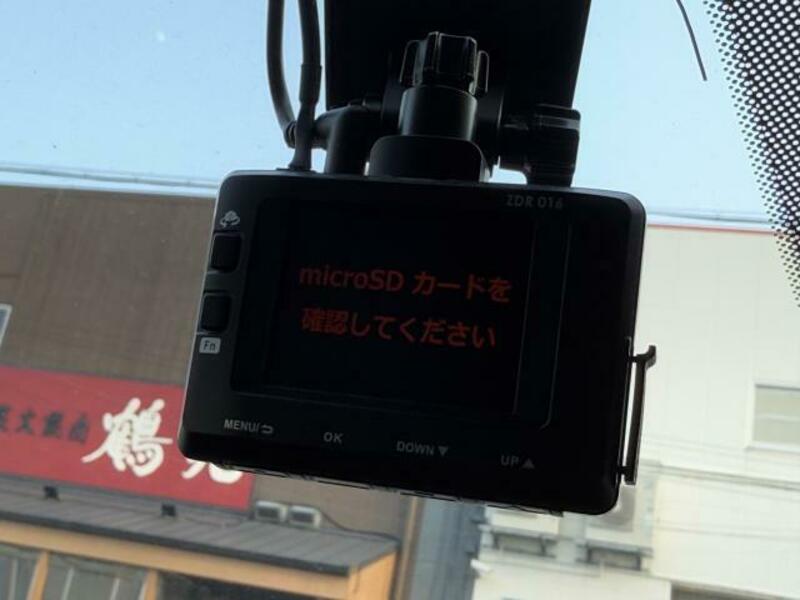 ZDR 016
microSD カードを
確認してください
Fn
MENU/
OK
DOWN▼
UP▲
鶴